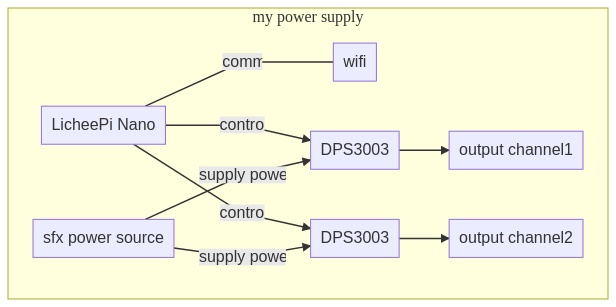 my power supply
comm
wifi
LicheePi Nano
contro
DPS3003
output channel1
supply powe
contro
sfx power source
supply powe
DPS3003
output channel2